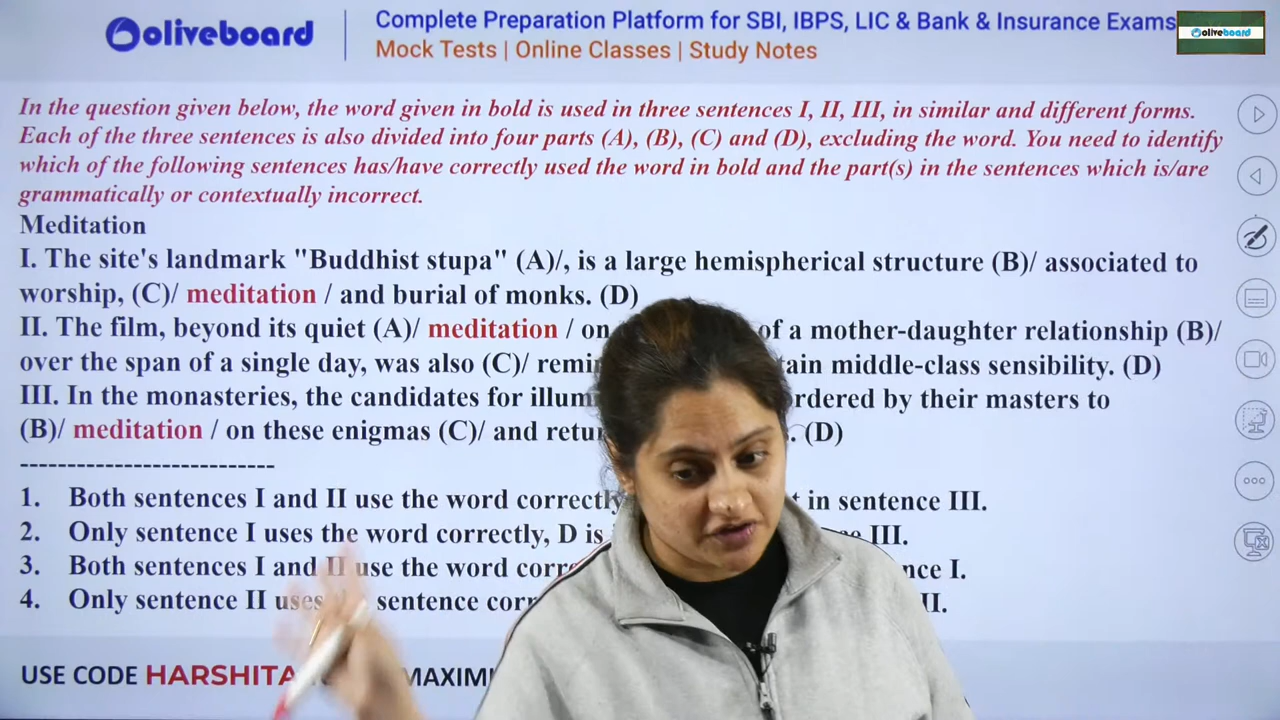 oliveboard
Complete Preparation Platform for SBI, IBPS, LIC & Bank & Insurance Exams
Mock Tests | Online Classes | Study Notes
oliveboard
In the question given below, the word given in bold is used in three sentences I, II, III, in similar and different forms.
Each of the three sentences is also divided into four parts (A), (B), (C) and (D), excluding the word. You need to identify
which of the following sentences has/have correctly used the word in bold and the part(s) in the sentences which is/are
grammatically or contextually incorrect.
Meditation
I. The site's landmark "Buddhist stupa" (A)/, is a large hemispherical structure (B)/ associated to
worship, (C)/ meditation / and burial of monks. (D)
II. The film, beyond its quiet (A)/ meditation / on of a mother-daughter relationship (B)/
over the span of a single day, was also (C)/ middle-class sensibility. (D)
III. In the monasteries, the candidates for by their masters to
(B)/ meditation / on these enigmas (C)/ and (D)
---------------------------
1. Both sentences I and II use the word correctly in sentence III.
2. Only sentence I uses the word correctly, D is III.
3. Both sentences I and II use the word I.
4. Only sentence II uses sentence
USE CODE HARSHITA